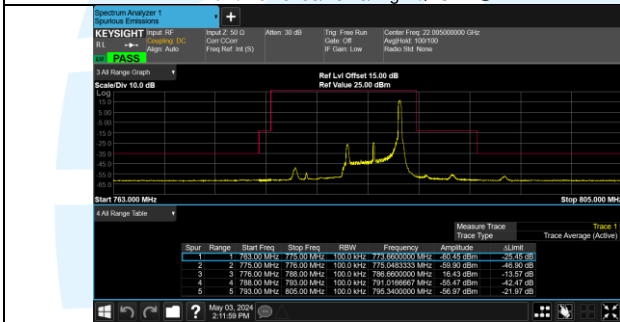 Spectrum Analyzer 1
Spurious Emissions
KEYSIGHT Input: RF Input Z: 50 Ω Atten: 30 dB Trig: Free Run Center Freq: 22.005000000 GHz
RL Coupling: DC Corr CCorr Gate: Off Avg|Hold: 100/100
Align: Auto Freq Ref: Int (S) IF Gain: Low Radio Std: None
PASS
3 All Range Graph
Ref Lvl Offset 15.00 dB
Scale/Div 10.0 dB Ref Value 25.00 dBm
Log
15.0
5.00
-5.00
-15.0
-25.0
-35.0
-45.0
-55.0
-65.0
Start 763.000 MHz Stop 805.000 MHz
4 All Range Table
Measure Trace Trace 1
Trace Type Trace Average (Active)
Spur Range Start Freq Stop Freq RBW Frequency Amplitude ΔLimit
1 1 763.00 MHz 775.00 MHz 100.0 kHz 773.6600000 MHz -60.45 dBm -25.45 dB
2 2 775.00 MHz 776.00 MHz 100.0 kHz 775.0483333 MHz -59.90 dBm -46.90 dB
3 3 776.00 MHz 788.00 MHz 100.0 kHz 786.6600000 MHz 16.43 dBm -13.57 dB
4 4 788.00 MHz 793.00 MHz 100.0 kHz 791.0166667 MHz -55.47 dBm -42.47 dB
5 5 793.00 MHz 805.00 MHz 100.0 kHz 795.3400000 MHz -56.97 dBm -21.97 dB
May 03, 2024
2:11:59 PM